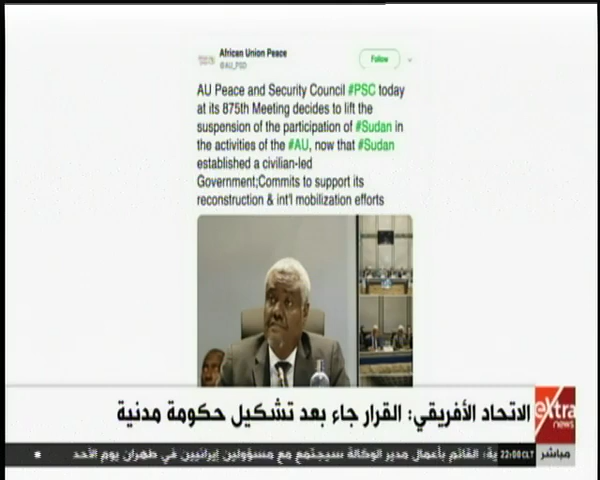 African Union Peace
@AU_PSD
Follow
AU Peace and Security Council #PSC today
at its 875th Meeting decides to lift the
suspension of the participation of #Sudan in
the activities of the #AU, now that #Sudan
established a civilian-led
Government;Commits to support its
reconstruction & int'l mobilization efforts
الاتحاد الأفريقي: القرار جاء بعد تشكيل حكومة مدنية
eXtra
news
مباشر
22:00CLT
ية: القائم بأعمال مدير الوكالة سيجتمع مع مسؤولين إيرانيين في طهران يوم الأحد